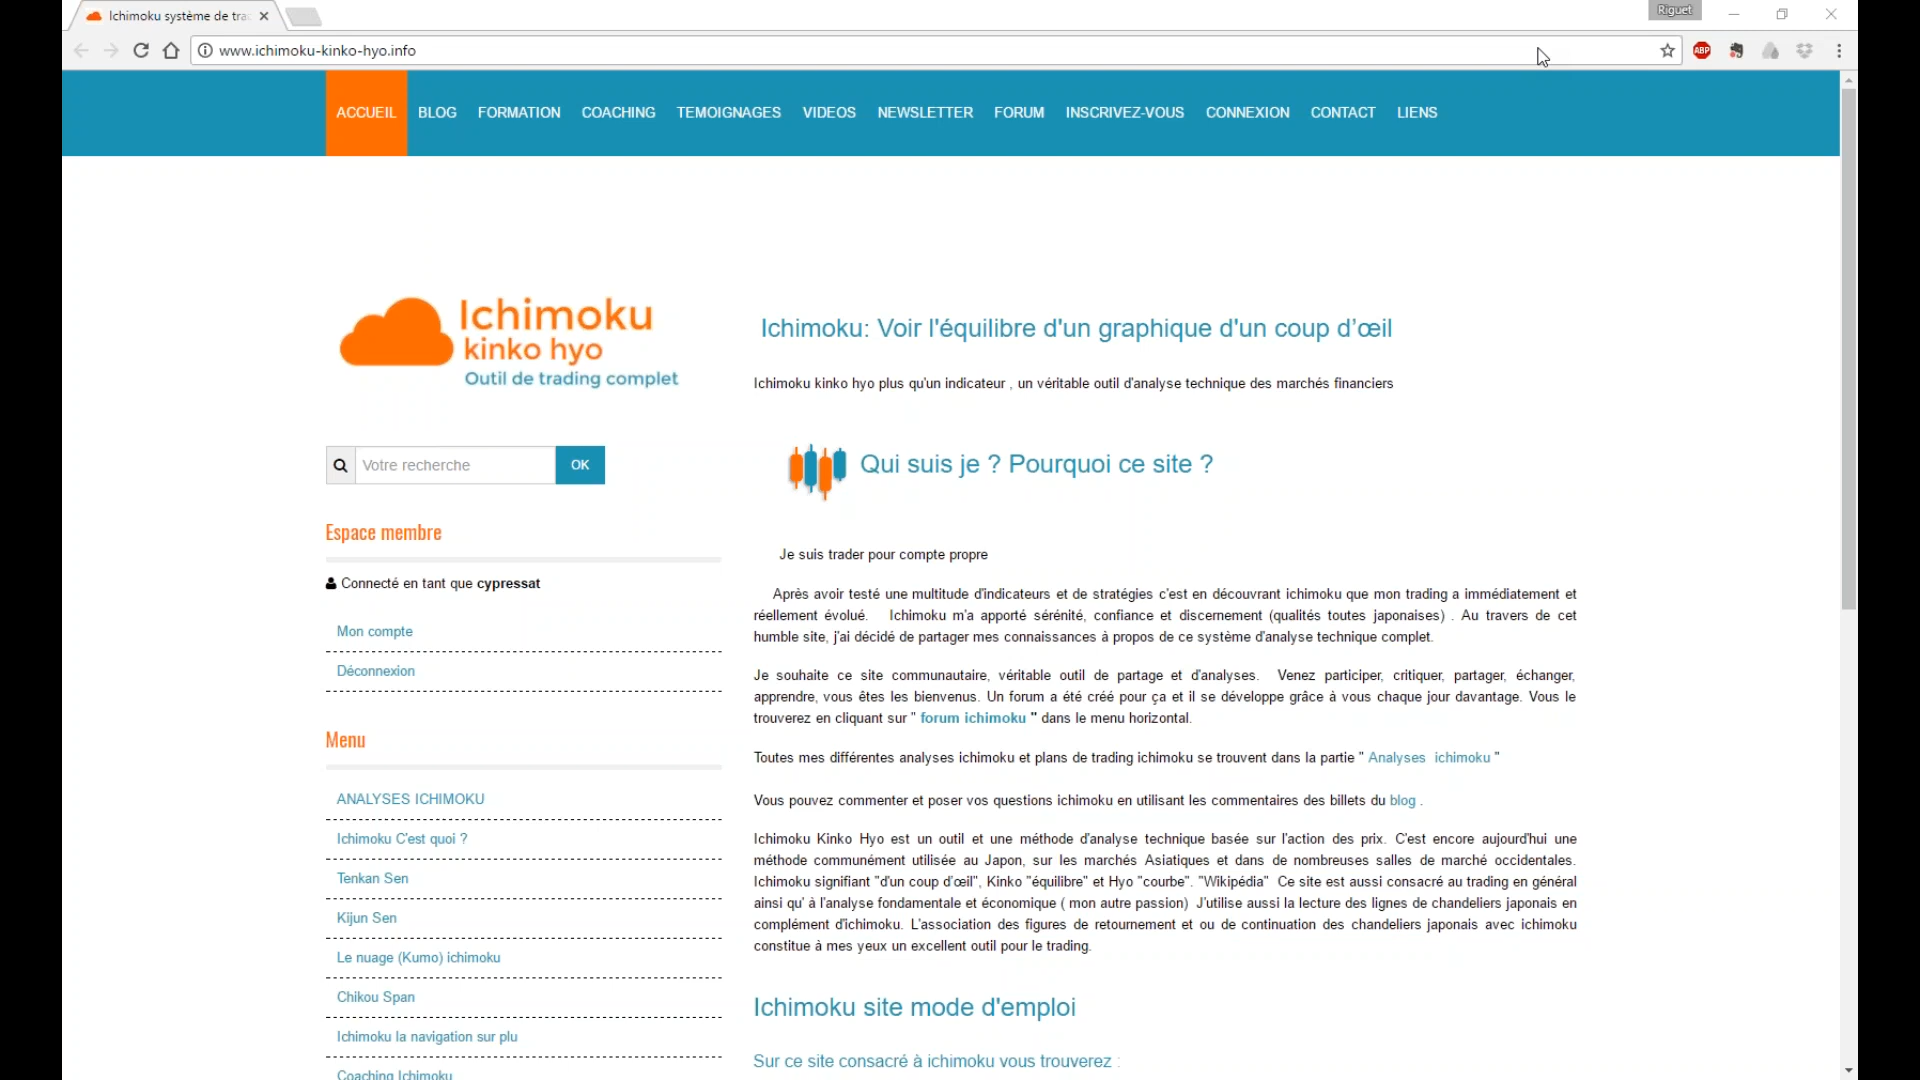 Ichimoku système de tra
Riguet
www.ichimoku-kinko-hyo.info
ABP
ACCUEIL BLOG FORMATION COACHING TEMOIGNAGES VIDEOS NEWSLETTER FORUM INSCRIVEZ-VOUS CONNEXION CONTACT LIENS
Ichimoku
kinko hyo
Outil de trading complet
Votre recherche OK
Espace membre
Connecté en tant que cypressat
Mon compte
Déconnexion
Menu
ANALYSES ICHIMOKU
Ichimoku C'est quoi ?
Tenkan Sen
Kijun Sen
Le nuage (Kumo) ichimoku
Chikou Span
Ichimoku la navigation sur plu
Coaching Ichimoku
Ichimoku: Voir l'équilibre d'un graphique d'un coup d’œil
Ichimoku kinko hyo plus qu'un indicateur , un véritable outil d'analyse technique des marchés financiers
Qui suis je ? Pourquoi ce site ?
Je suis trader pour compte propre
Après avoir testé une multitude d'indicateurs et de stratégies c'est en découvrant ichimoku que mon trading a immédiatement et
réellement évolué. Ichimoku m'a apporté sérénité, confiance et discernement (qualités toutes japonaises) . Au travers de cet
humble site, j'ai décidé de partager mes connaissances à propos de ce système d'analyse technique complet.
Je souhaite ce site communautaire, véritable outil de partage et d'analyses. Venez participer, critiquer, partager, échanger,
apprendre, vous êtes les bienvenus. Un forum a été créé pour ça et il se développe grâce à vous chaque jour davantage. Vous le
trouverez en cliquant sur " forum ichimoku " dans le menu horizontal.
Toutes mes différentes analyses ichimoku et plans de trading ichimoku se trouvent dans la partie " Analyses ichimoku "
Vous pouvez commenter et poser vos questions ichimoku en utilisant les commentaires des billets du blog .
Ichimoku Kinko Hyo est un outil et une méthode d'analyse technique basée sur l'action des prix. C'est encore aujourd'hui une
méthode communément utilisée au Japon, sur les marchés Asiatiques et dans de nombreuses salles de marché occidentales.
Ichimoku signifiant "d'un coup d'œil", Kinko "équilibre" et Hyo "courbe". "Wikipédia" Ce site est aussi consacré au trading en général
ainsi qu' à l'analyse fondamentale et économique ( mon autre passion) J'utilise aussi la lecture des lignes de chandeliers japonais en
complément d'ichimoku. L'association des figures de retournement et ou de continuation des chandeliers japonais avec ichimoku
constitue à mes yeux un excellent outil pour le trading.
Ichimoku site mode d'emploi
Sur ce site consacré à ichimoku vous trouverez :